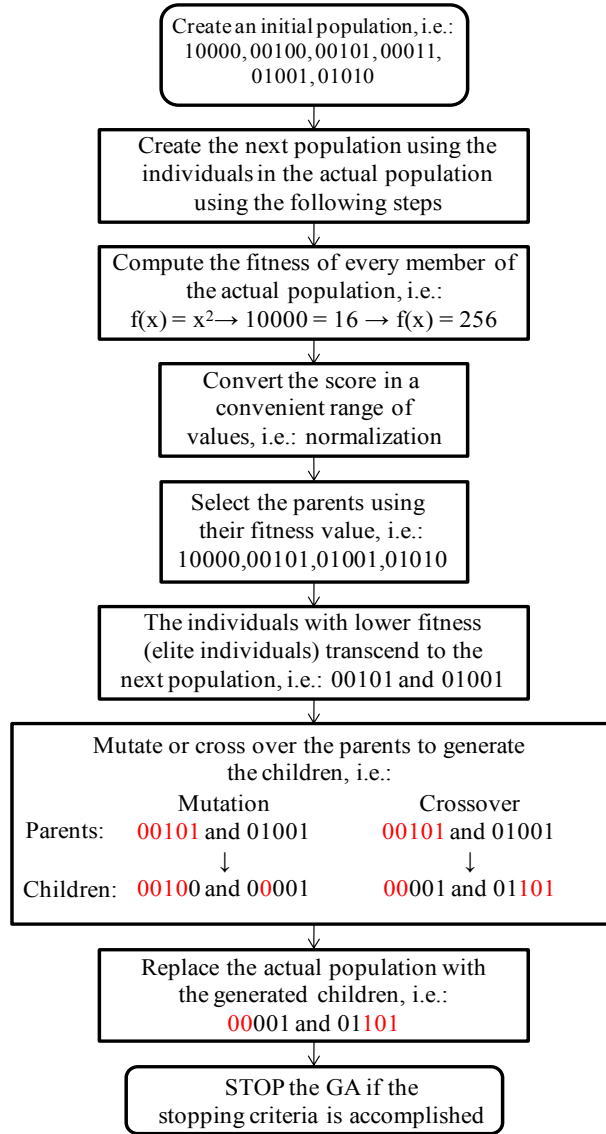 Create an initial population, i.e.:
10000, 00100, 00101, 00011,
01001, 01010
Create the next population using the
individuals in the actual population
using the following steps
Compute the fitness of every member of
the actual population, i.e.:
f(x) = x²→ 10000 = 16 → f(x) = 256
Convert the score in a
convenient range of
values, i.e.: normalization
Select the parents using
their fitness value, i.e.:
10000,00101,01001,01010
The individuals with lower fitness
(elite individuals) transcend to the
next population, i.e.: 00101 and 01001
Mutate or cross over the parents to generate
the children, i.e.:
Mutation Crossover
Parents: 00101 and 01001 00101 and 01001
↓ ↓
Children: 00100 and 00001 00001 and 01101
Replace the actual population with
the generated children, i.e.:
00001 and 01101
STOP the GA if the
stopping criteria is accomplished